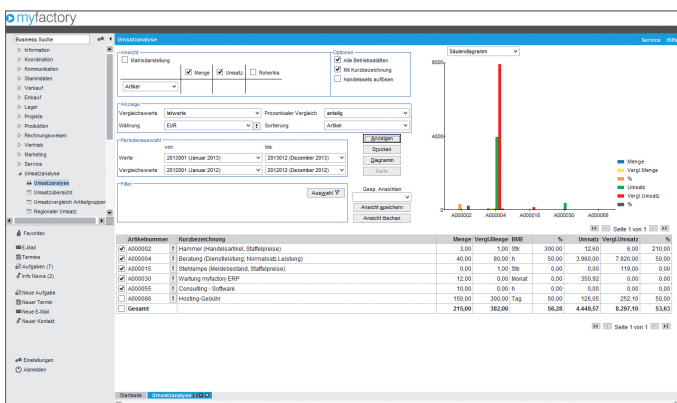 myfactory
Business Suche
Umsatzanalyse
Service
Hilfe
Information
Koordination
Kommunikation
Stammdaten
Verkauf
Einkauf
Lager
Projekte
Produktion
Rechnungswesen
Vertrieb
Marketing
Service
Umsatzanalyse
Umsatzanalyse
Umsatzübersicht
Umsatzvergleich Artikelgruppen
Regionaler Umsatz
Favoriten
E-Mail
Termine
Aufgaben (7)
Info News (2)
Neue Aufgabe
Neuer Termin
Neue E-Mail
Neuer Kontakt
Einstellungen
Abmelden
Ansicht
Matrixdarstellung
Menge Umsatz Roherlös
Artikel
Optionen
Alle Betriebsstätten
Mit Kurzbezeichnung
Handelssets auflösen
Anzeige
Vergleichswerte Istwerte Prozentualer Vergleich anteilig
Währung EUR ! Sortierung Artikel
Periodenauswahl
von bis
Werte 2013001 (Januar 2013) 2013012 (Dezember 2013)
Vergleichswerte 2012001 (Januar 2012) 2012012 (Dezember 2012)
Anzeigen
Drucken
Diagramm
Karte
Filter
Auswahl
Gesp. Ansichten
Ansicht speichern
Ansicht löschen
Säulendiagramm
8000
4000
0
A000002 A000004 A000015 A000030 A000055
Menge
Vergl.Menge
%
Umsatz
Vergl.Umsatz
%
Seite 1 von 1
Artikelnummer Kurzbezeichnung Menge Vergl.Menge BME % Umsatz Vergl.Umsatz %
A000002 ! Hammer (Handelsartikel, Staffelpreise) 3,00 1,00 Stk 300,00 12,60 6,00 210,00
A000004 ! Beratung (Dienstleistung; Normalsatz Leistung) 40,00 80,00 h 50,00 3.960,00 7.920,00 50,00
A000015 ! Stehlampe (Meldebestand, Staffelpreise) 0,00 1,00 Stk 0,00 0,00 119,00 0,00
A000030 ! Wartung myfactory ERP 12,00 0,00 Monat 0,00 350,92 0,00 0,00
A000055 ! Consulting - Software 10,00 0,00 h 0,00 0,00 0,00 0,00
A000086 ! Hosting-Gebühr 150,00 300,00 Tag 50,00 126,05 252,10 50,00
Gesamt 215,00 382,00 56,28 4.449,57 8.297,10 53,63
Seite 1 von 1
Startseite Umsatzanalyse